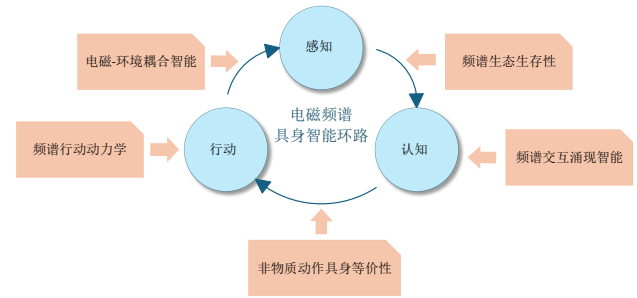 感知
电磁-环境耦合智能
频谱生态生存性
电磁频谱
具身智能环路
频谱行动动力学
行动
认知
频谱交互涌现智能
非物质动作具身等价性